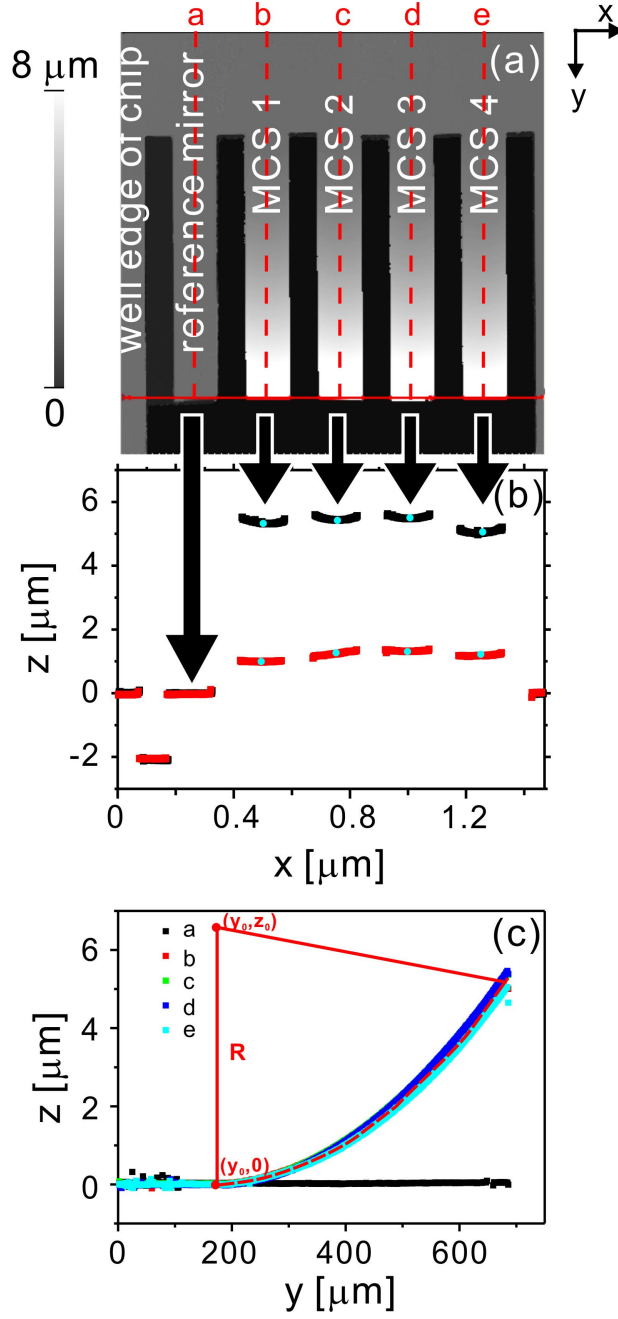 a b c d e
x
y
8 μm
0
(a)
well edge of chip
reference mirror
MCS 1
MCS 2
MCS 3
MCS 4
(b)
6
4
2
0
-2
z [μm]
0 0.4 0.8 1.2
x [μm]
(c)
a
b
c
d
e
(y₀,z₀)
R
(y₀,0)
6
4
2
0
z [μm]
0 200 400 600
y [μm]